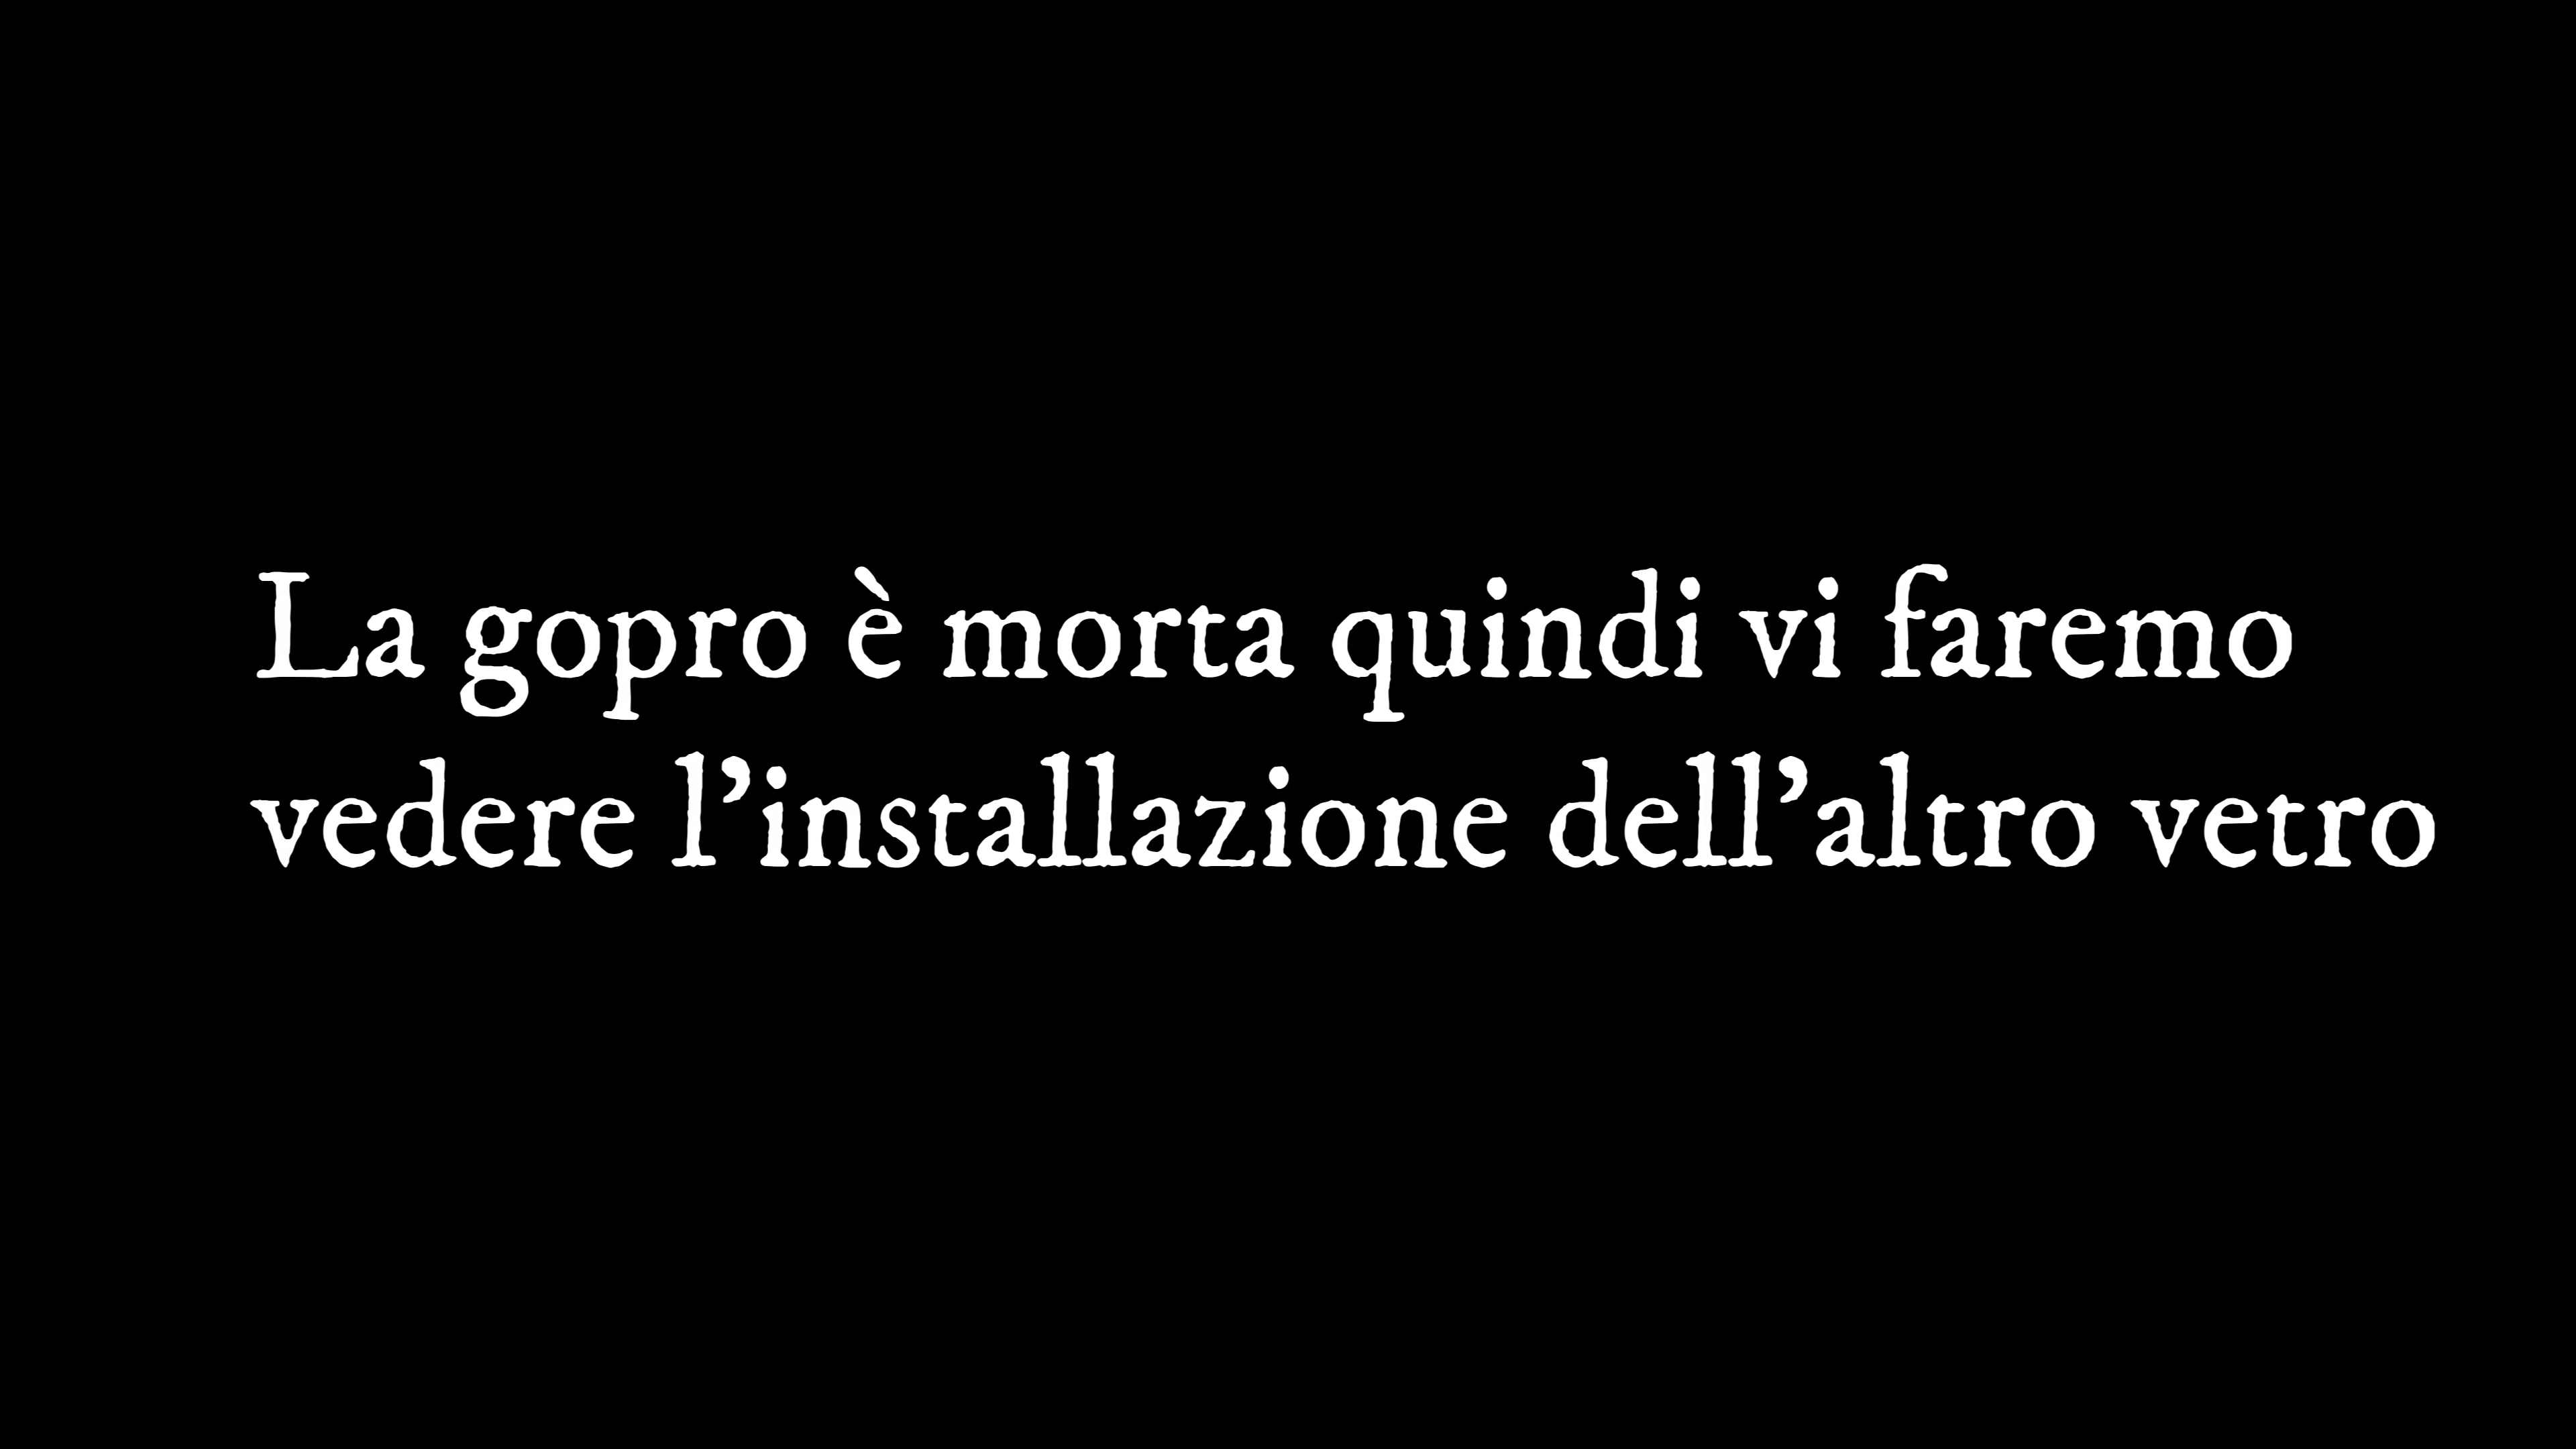 La gopro è morta quindi vi faremo
vedere l’installazione dell’altro vetro